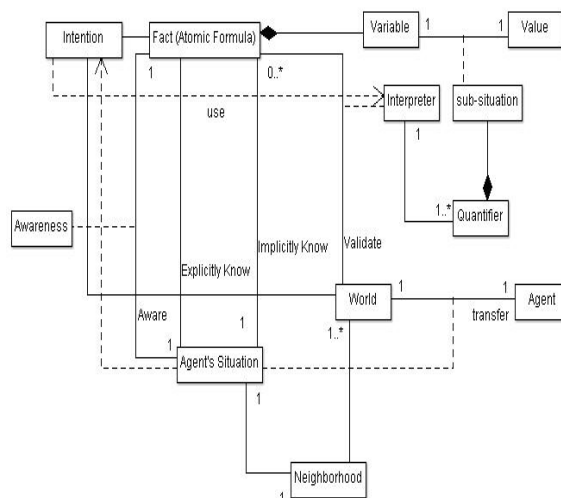 Intention
Fact (Atomic Formula)
Variable
1
1
Value
1
0..*
use
Interpreter
sub-situation
1
1..*
Quantifier
Awareness
Implicitly Know
Validate
Explicitly Know
World
1
1
Agent
transfer
Aware
1
1..*
1
Agent's Situation
1
Neighborhood
1